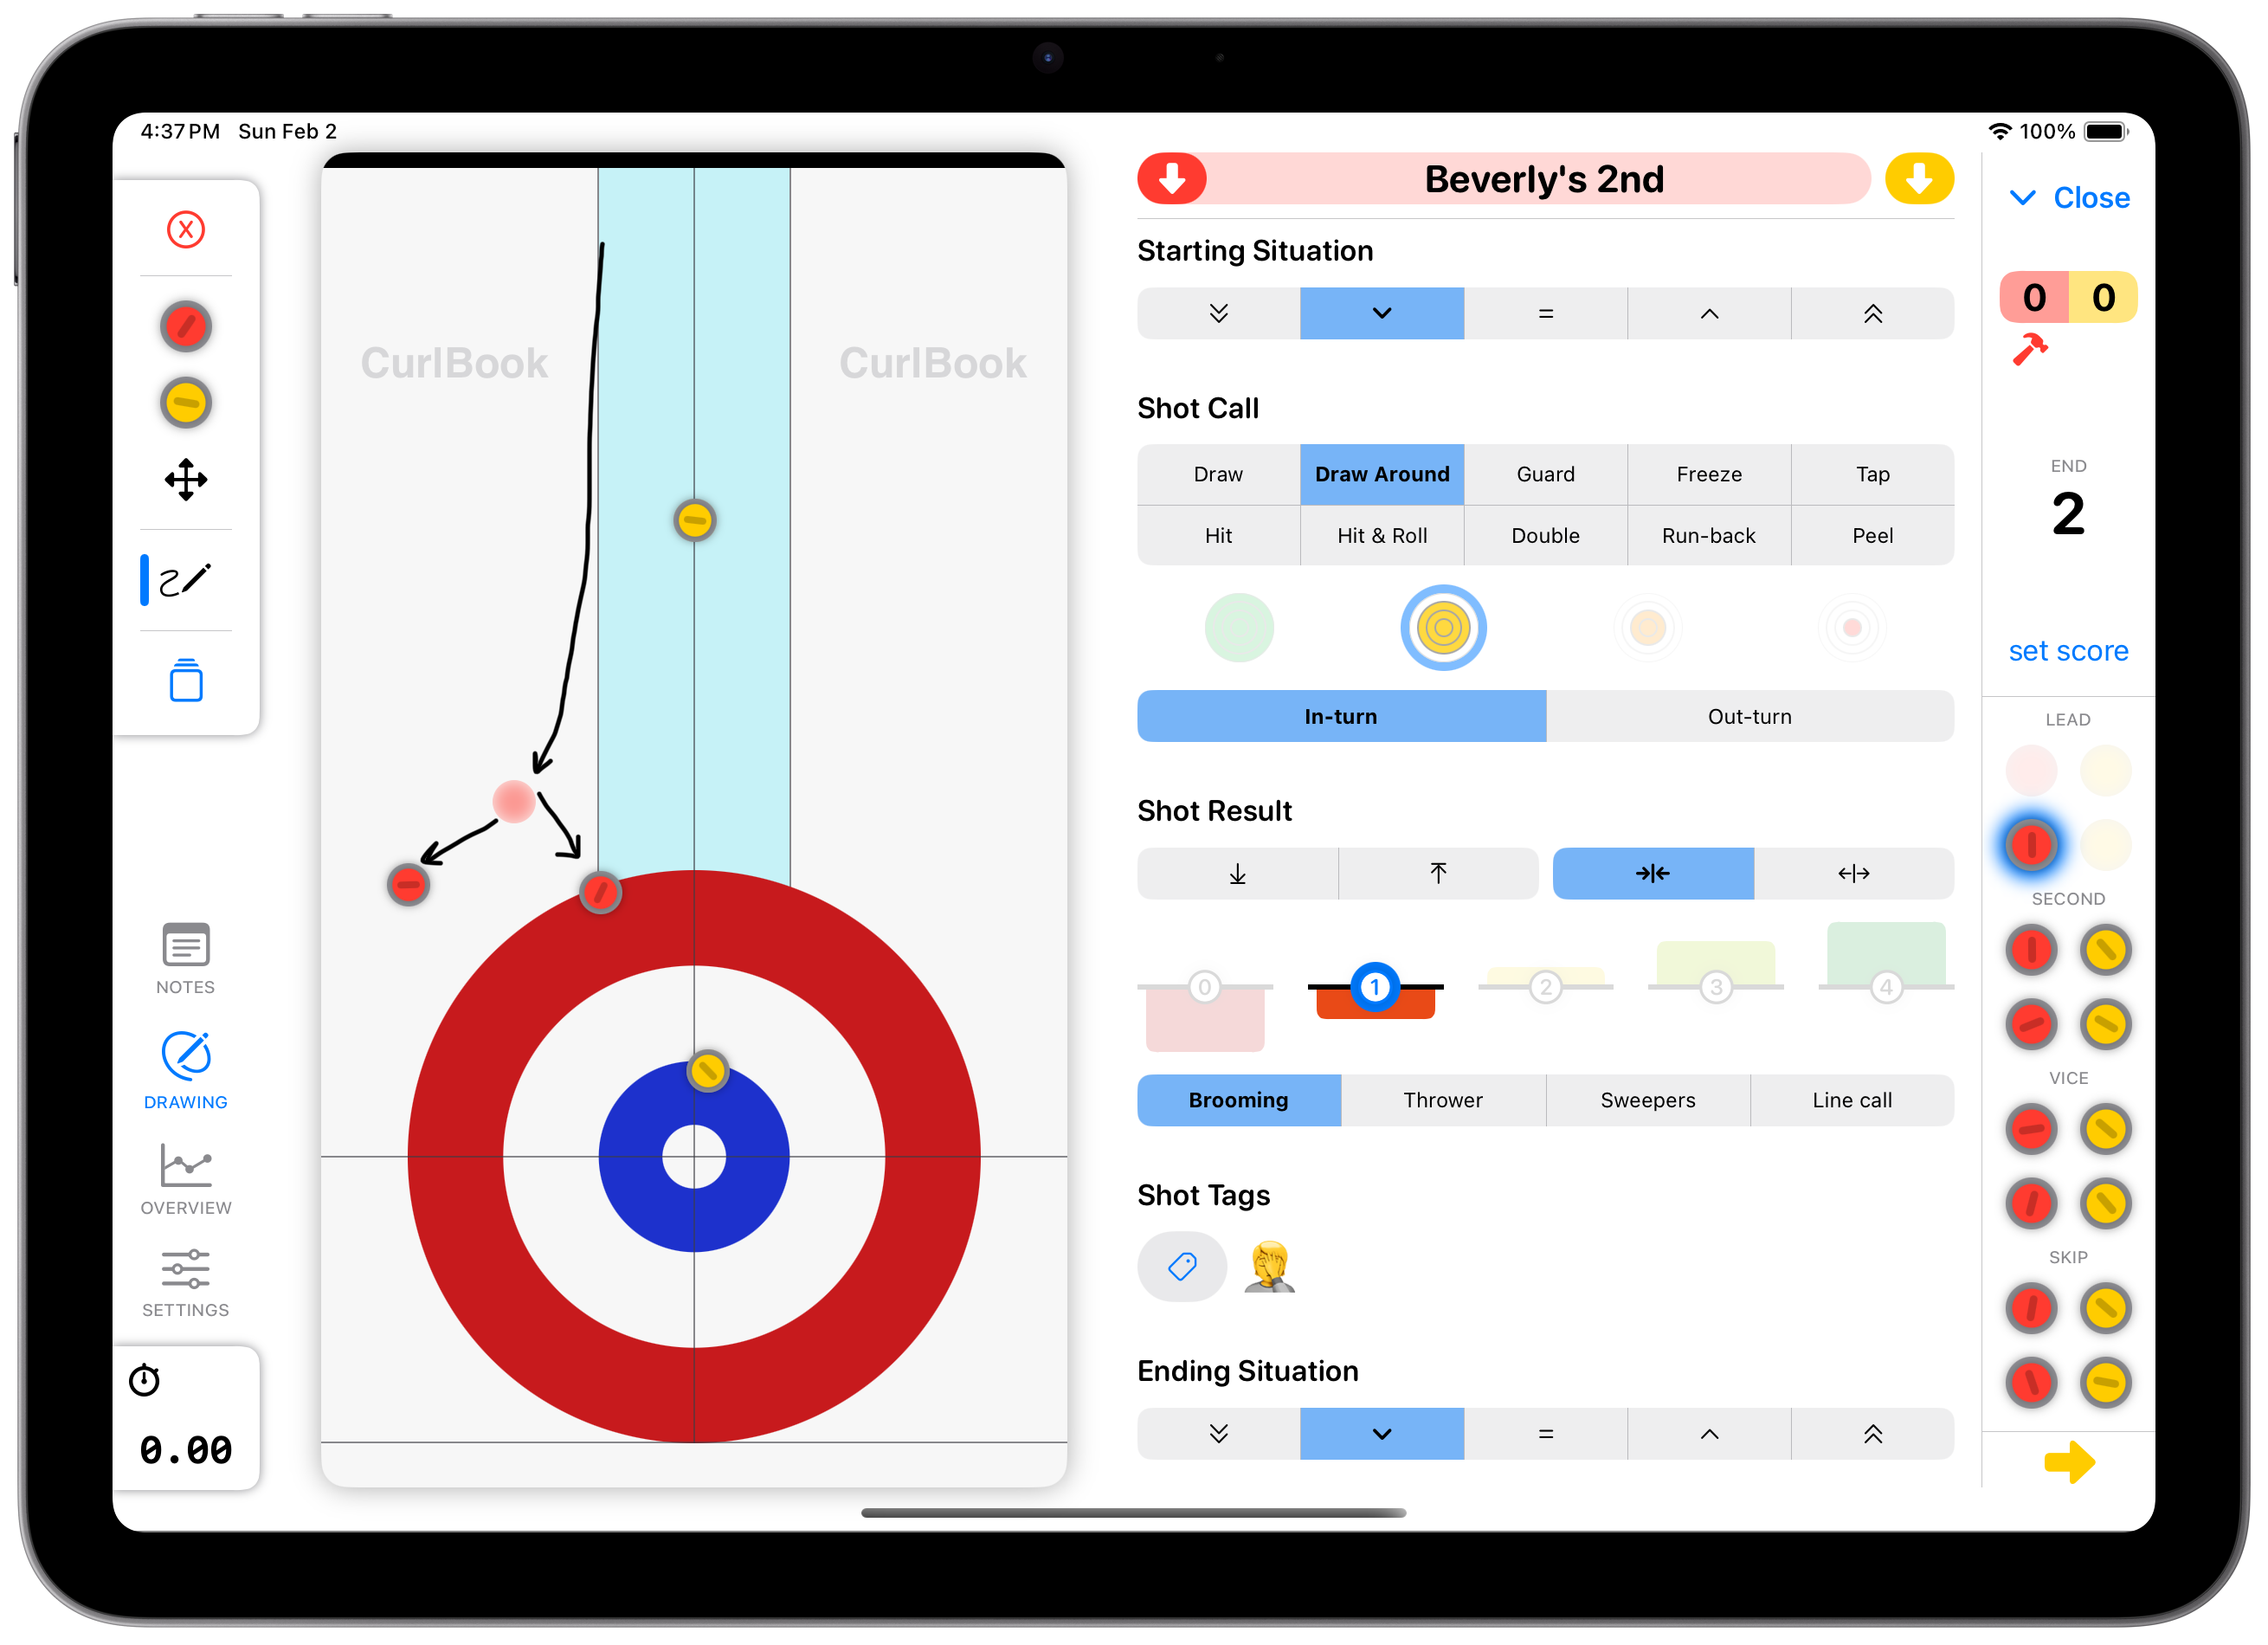 4:37 PM Sun Feb 2
100%
CurlBook
CurlBook
NOTES
DRAWING
OVERVIEW
SETTINGS
0.00
Beverly's 2nd
Starting Situation
=
Shot Call
Draw
Draw Around
Guard
Freeze
Tap
Hit
Hit & Roll
Double
Run-back
Peel
In-turn
Out-turn
Shot Result
0
1
2
3
4
Brooming
Thrower
Sweepers
Line call
Shot Tags
Ending Situation
=
Close
0
0
END
2
set score
LEAD
SECOND
VICE
SKIP